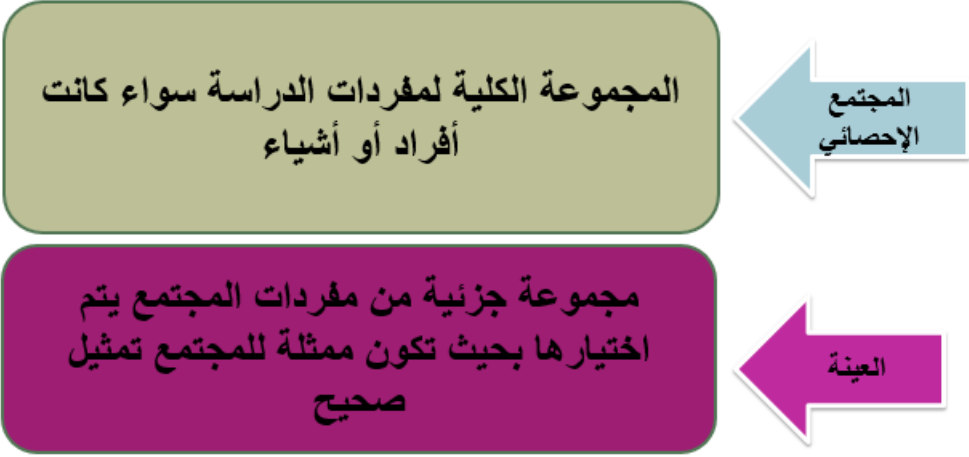 المجتمع
الإحصائي
المجموعة الكلية لمفردات الدراسة سواء كانت
أفراد أو أشياء
العينة
مجموعة جزئية من مفردات المجتمع يتم
اختيارها بحيث تكون ممثلة للمجتمع تمثيل
صحيح